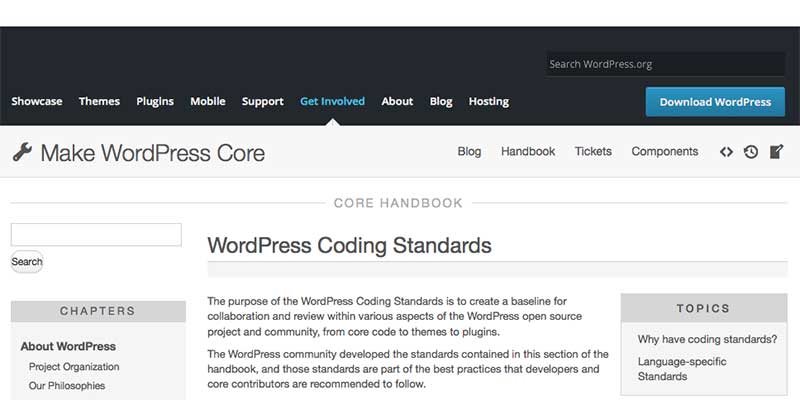 Search WordPress.org
Showcase Themes Plugins Mobile Support Get Involved About Blog Hosting Download WordPress
Make WordPress Core Blog Handbook Tickets Components
CORE HANDBOOK
Search
WordPress Coding Standards
CHAPTERS
About WordPress
Project Organization
Our Philosophies
The purpose of the WordPress Coding Standards is to create a baseline for
collaboration and review within various aspects of the WordPress open source
project and community, from core code to themes to plugins.
The WordPress community developed the standards contained in this section of the
handbook, and those standards are part of the best practices that developers and
core contributors are recommended to follow.
TOPICS
Why have coding standards?
Language-specific
Standards